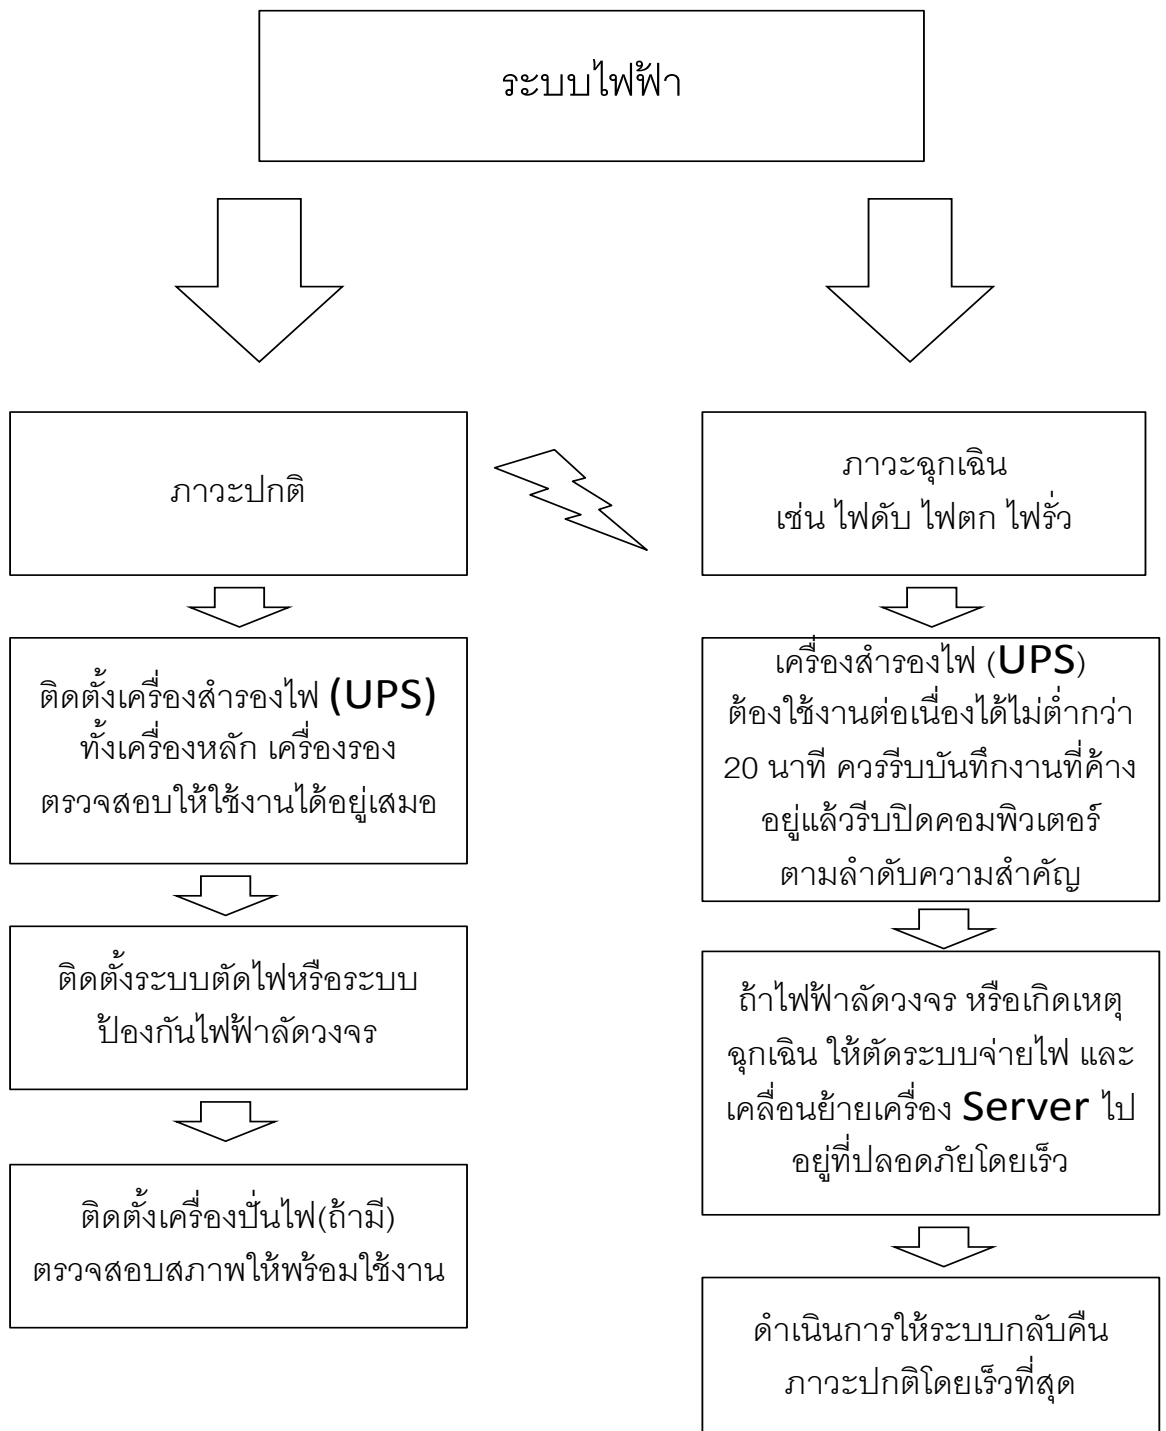 ระบบไฟฟ้า
ภาวะปกติ
ติดตั้งเครื่องสำรองไฟ (UPS)
ทั้งเครื่องหลัก เครื่องรอง
ตรวจสอบให้ใช้งานได้อยู่เสมอ
ติดตั้งระบบตัดไฟหรือระบบ
ป้องกันไฟฟ้าลัดวงจร
ติดตั้งเครื่องปั่นไฟ(ถ้ามี)
ตรวจสอบสภาพให้พร้อมใช้งาน
ภาวะฉุกเฉิน
เช่น ไฟดับ ไฟตก ไฟรั่ว
เครื่องสำรองไฟ (UPS)
ต้องใช้งานต่อเนื่องได้ไม่ต่ำกว่า
20 นาที ควรรีบบันทึกงานที่ค้าง
อยู่แล้วรีบปิดคอมพิวเตอร์
ตามลำดับความสำคัญ
ถ้าไฟฟ้าลัดวงจร หรือเกิดเหตุ
ฉุกเฉิน ให้ตัดระบบจ่ายไฟ และ
เคลื่อนย้ายเครื่อง Server ไป
อยู่ที่ปลอดภัยโดยเร็ว
ดำเนินการให้ระบบกลับคืน
ภาวะปกติโดยเร็วที่สุด